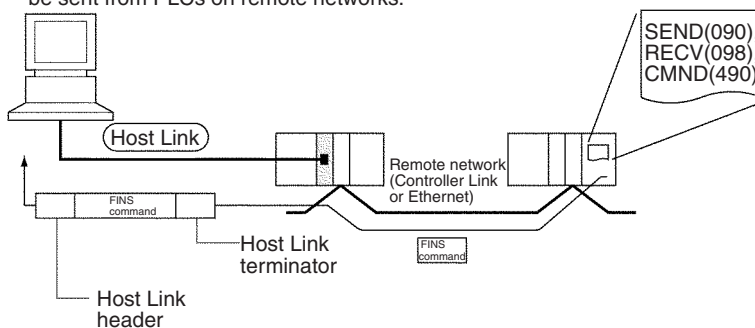 be sent from PLCs on remote networks.
SEND(090)
RECV(098)
CMND(490)
Host Link
Remote network
(Controller Link
or Ethernet)
FINS
command
FINS
command
Host Link
terminator
Host Link
header